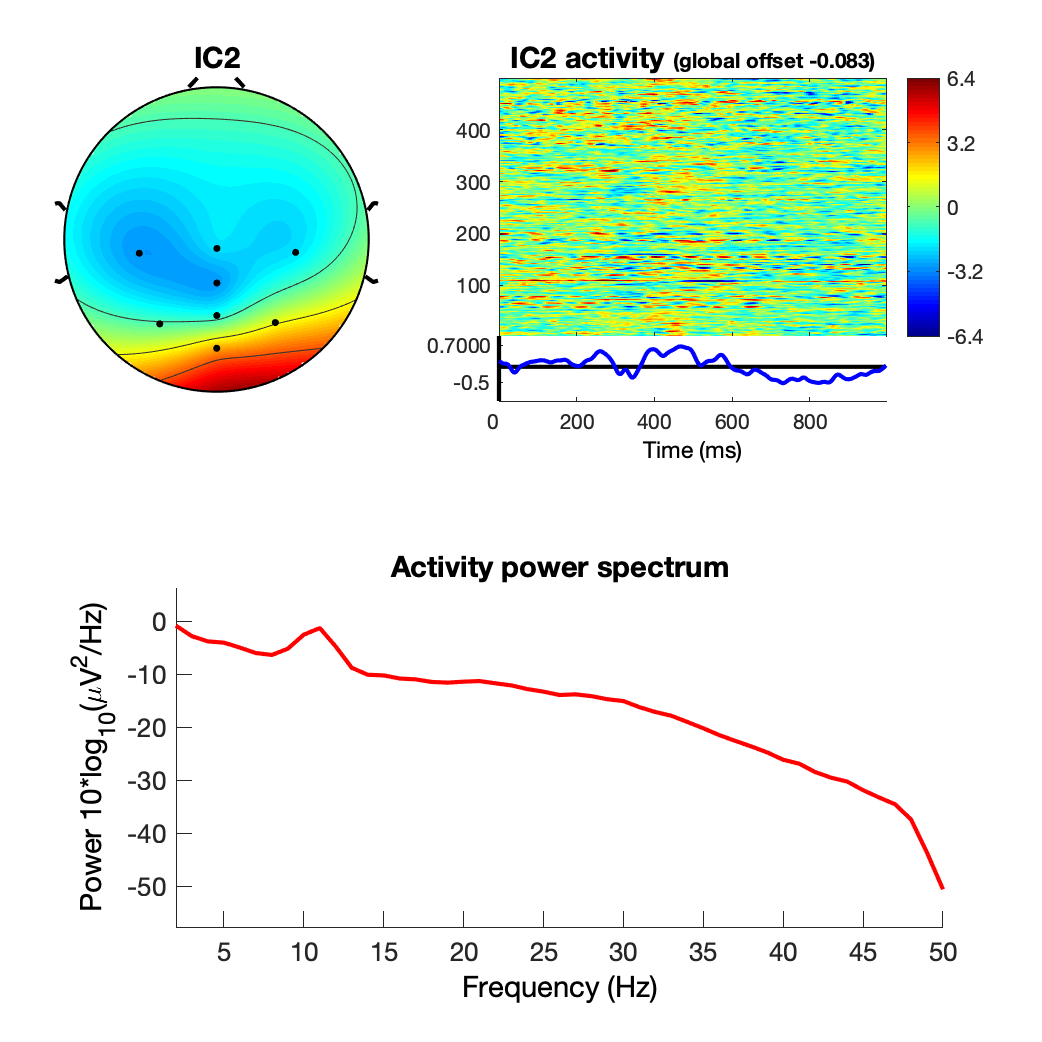 IC2
IC2 activity (global offset -0.083)
400
300
200
100
6.4
3.2
0
-3.2
-6.4
0.7000
-0.5
0 200 400 600 800
Time (ms)
Activity power spectrum
Power 10*log10(μV2/Hz)
0
-10
-20
-30
-40
-50
5 10 15 20 25 30 35 40 45 50
Frequency (Hz)